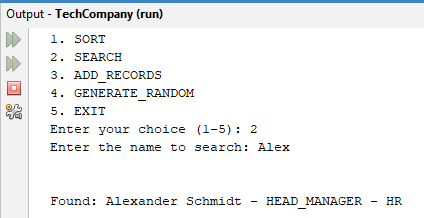 Output - TechCompany (run)
1. SORT
2. SEARCH
3. ADD_RECORDS
4. GENERATE_RANDOM
5. EXIT
Enter your choice (1-5): 2
Enter the name to search: Alex
Found: Alexander Schmidt - HEAD_MANAGER - HR